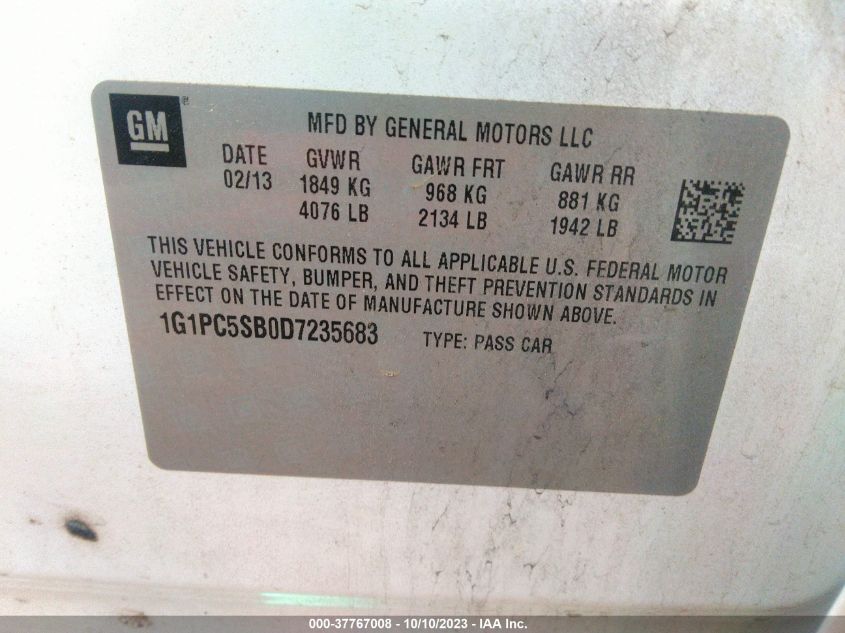 GM
MFD BY GENERAL MOTORS LLC
DATE GVWR GAWR FRT GAWR RR
02/13 1849 KG 968 KG 881 KG
4076 LB 2134 LB 1942 LB
THIS VEHICLE CONFORMS TO ALL APPLICABLE U.S. FEDERAL MOTOR
VEHICLE SAFETY, BUMPER, AND THEFT PREVENTION STANDARDS IN
EFFECT ON THE DATE OF MANUFACTURE SHOWN ABOVE.
1G1PC5SB0D7235683 TYPE: PASS CAR
000-37767008 - 10/10/2023 - IAA Inc.